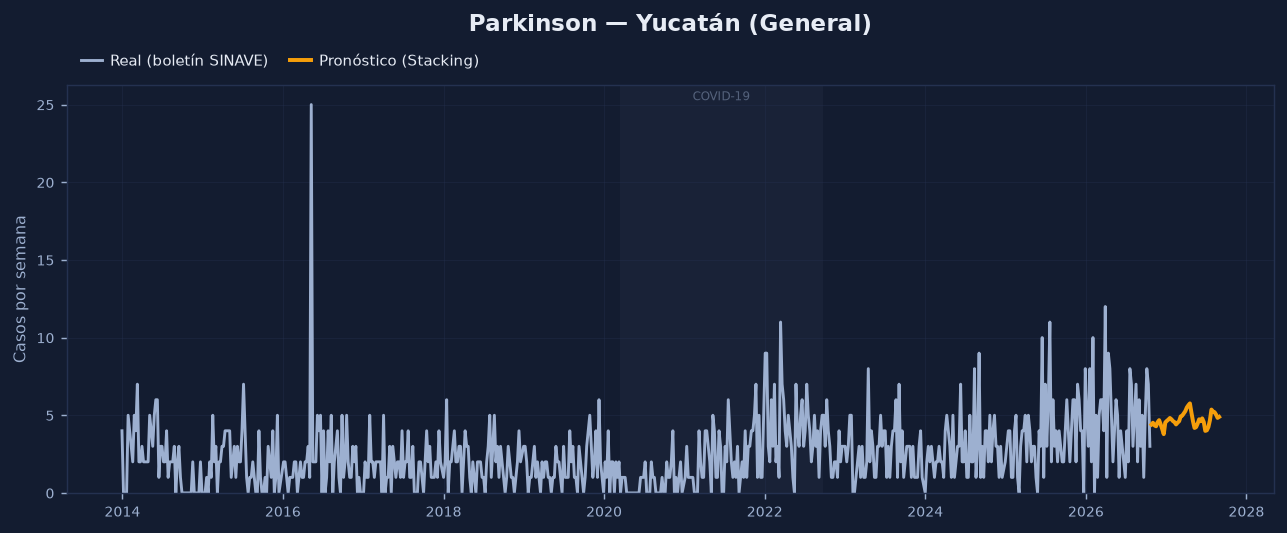 Parkinson — Yucatán (General)
Real (boletín SINAVE)
Pronóstico (Stacking)
COVID-19
Casos por semana
25
20
15
10
5
0
2014
2016
2018
2020
2022
2024
2026
2028